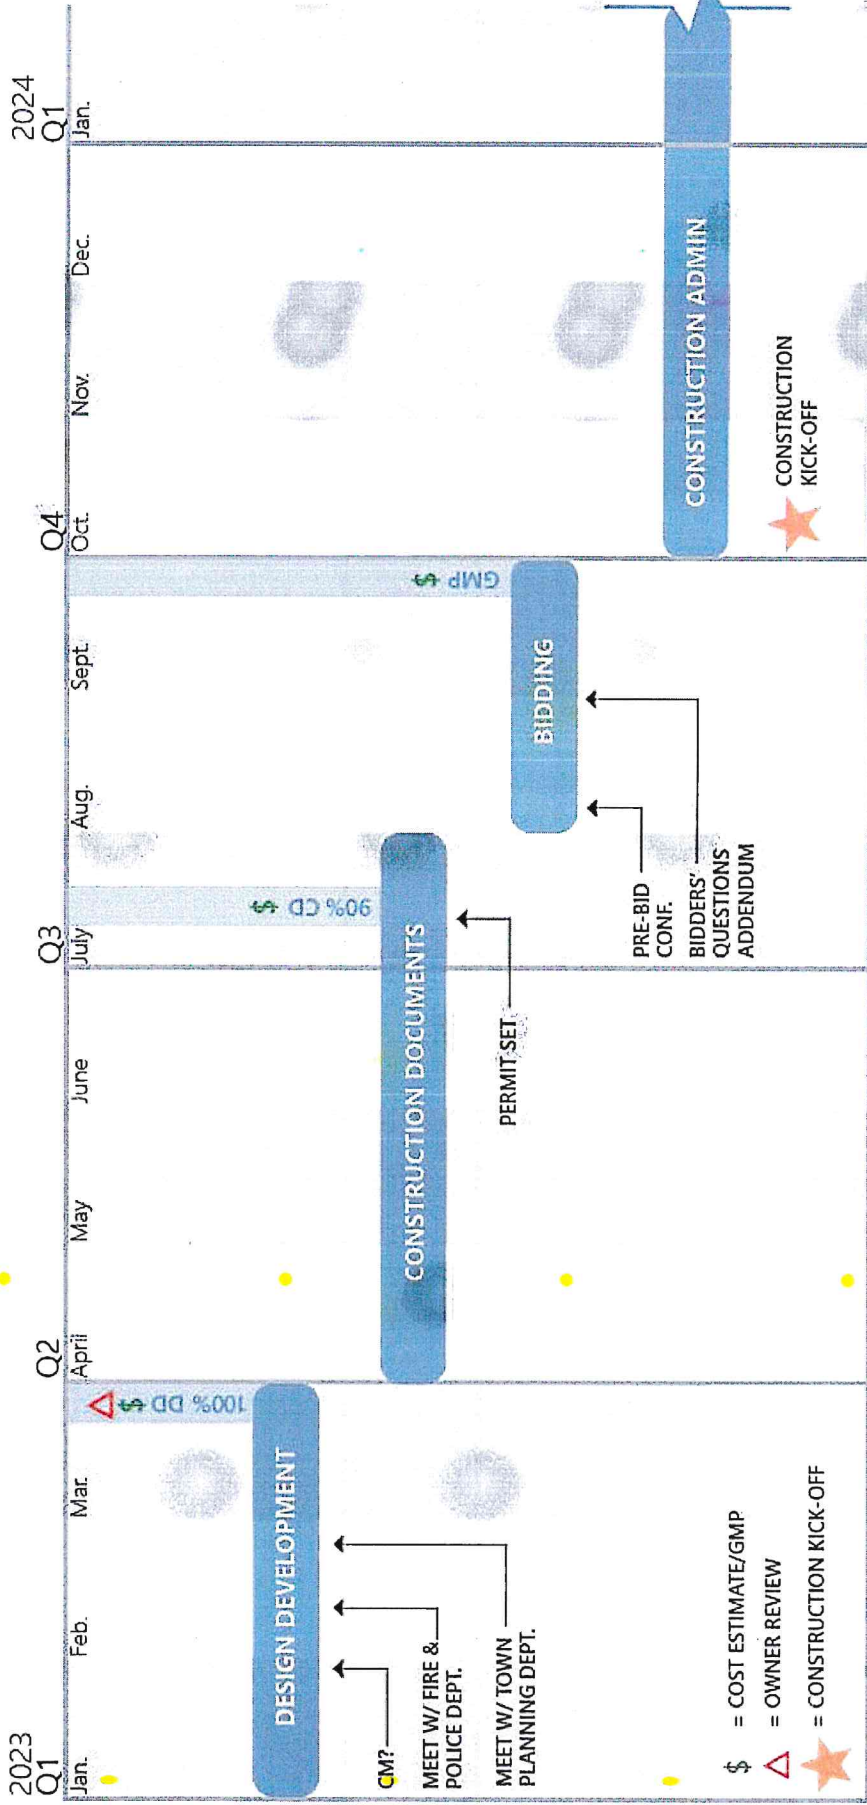 2023
2024
Q1
Q2
Q3
Q4
Q1
Jan.
Feb.
Mar.
April
May
June
July
Aug.
Sept.
Oct.
Nov.
Dec.
Jan.
100% DD $
DESIGN DEVELOPMENT
CM?
MEET W/ FIRE &
POLICE DEPT.
MEET W/ TOWN
PLANNING DEPT.
90% CD $
CONSTRUCTION DOCUMENTS
PERMIT SET
GMP $
BIDDING
PRE-BID
CONF.
BIDDERS'
QUESTIONS
ADDENDUM
CONSTRUCTION ADMIN
CONSTRUCTION
KICK-OFF
$ = COST ESTIMATE/GMP
= OWNER REVIEW
= CONSTRUCTION KICK-OFF